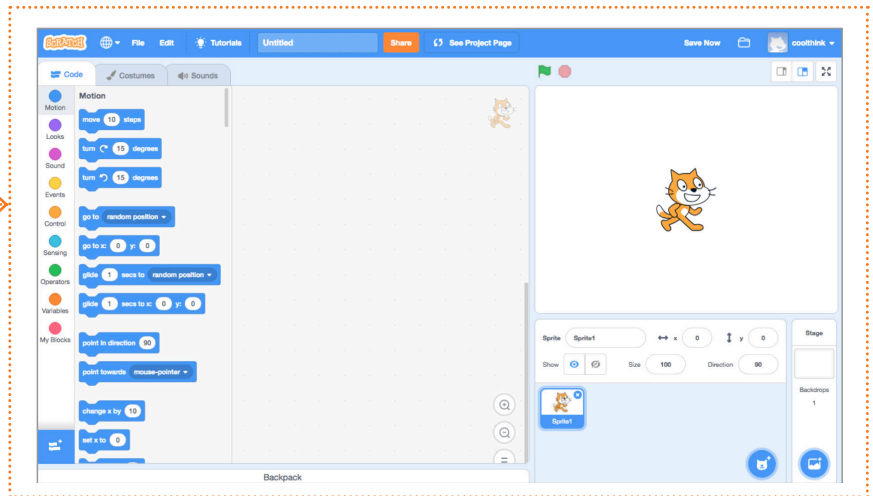 SCRATCH File Edit Tutorials Untitled Share See Project Page Save Now coolthink
Code Costumes Sounds
Motion
Looks
Sound
Events
Control
Sensing
Operators
Variables
My Blocks
Motion
move 10 steps
turn 15 degrees
turn 15 degrees
go to random position
go to x: 0 y: 0
glide 1 secs to random position
glide 1 secs to x: 0 y: 0
point in direction 90
point towards mouse-pointer
change x by 10
set x to 0
Backpack
Sprite Sprite1 x 0 y 0
Show Size 100 Direction 90
Sprite1
Stage
Backdrops
1